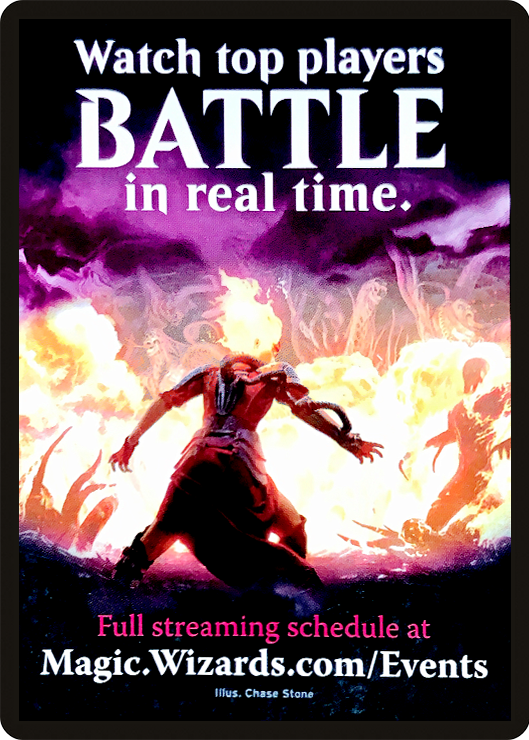 Watch top players
BATTLE
in real time.
Full streaming schedule at
Magic.Wizards.com/Events
Illus. Chase Stone